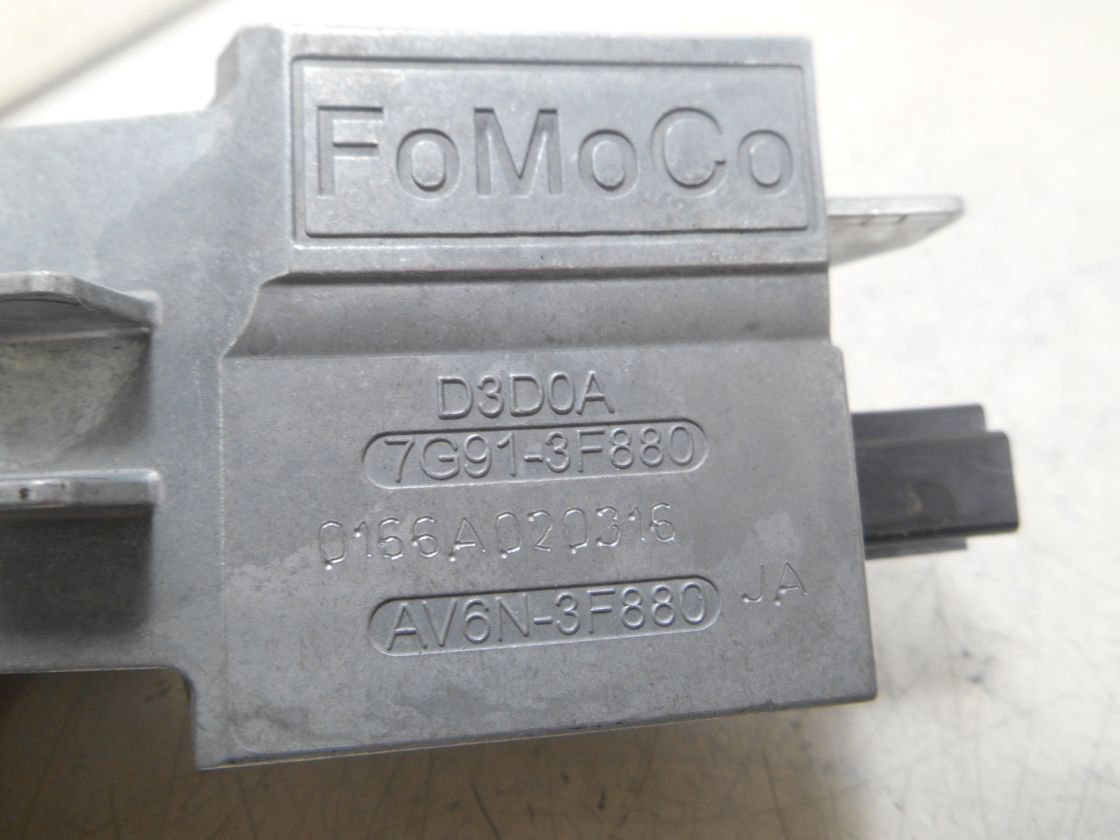 FoMoCo
D3D0A
7G91-3F880
0166A020316
AV6N-3F880 JA